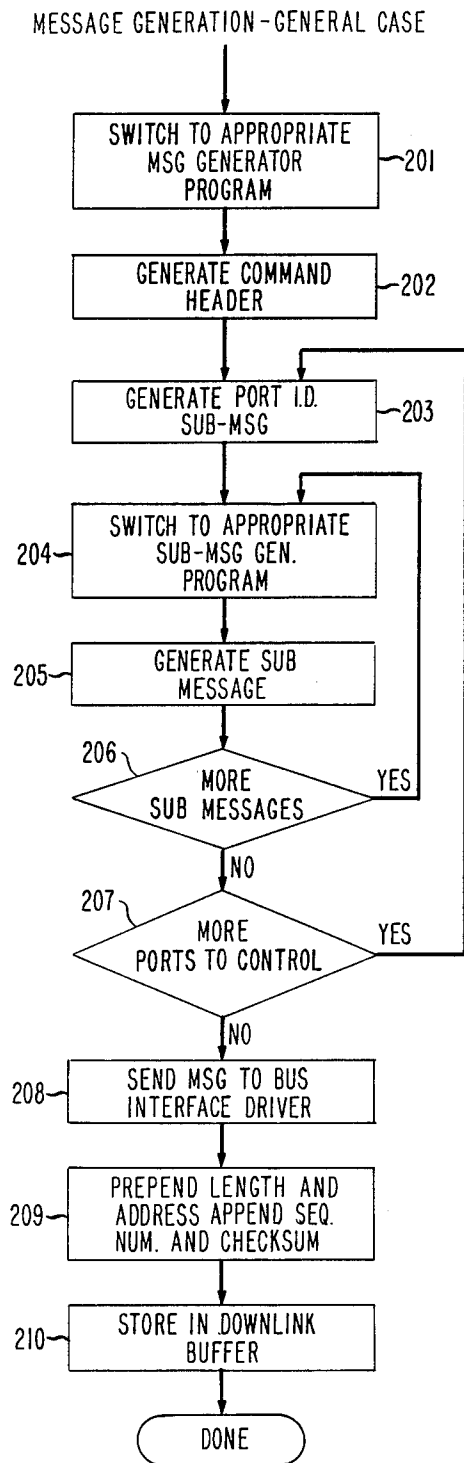 MESSAGE GENERATION-GENERAL CASE
SWITCH TO APPROPRIATE
MSG GENERATOR
PROGRAM
201
GENERATE COMMAND
HEADER
202
GENERATE PORT I.D.
SUB-MSG
203
SWITCH TO APPROPRIATE
SUB-MSG GEN.
PROGRAM
204
GENERATE SUB
MESSAGE
205
206
MORE
SUB MESSAGES
YES
NO
207
MORE
PORTS TO CONTROL
YES
NO
SEND MSG TO BUS
INTERFACE DRIVER
208
PREPEND LENGTH AND
ADDRESS APPEND SEQ.
NUM. AND CHECKSUM
209
STORE IN DOWNLINK
BUFFER
210
DONE